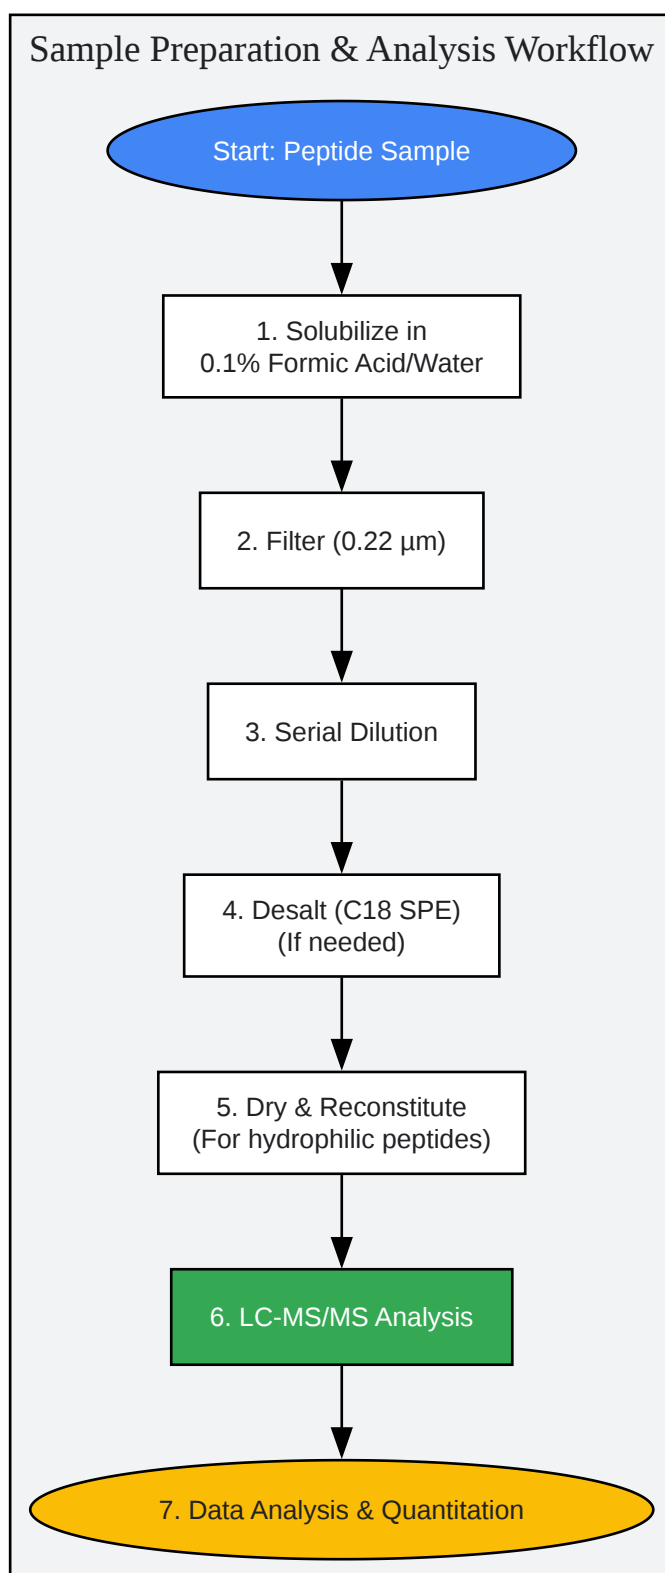 Sample Preparation & Analysis Workflow
Start: Peptide Sample
1. Solubilize in
0.1% Formic Acid/Water
2. Filter (0.22 µm)
3. Serial Dilution
4. Desalt (C18 SPE)
(If needed)
5. Dry & Reconstitute
(For hydrophilic peptides)
6. LC-MS/MS Analysis
7. Data Analysis & Quantitation